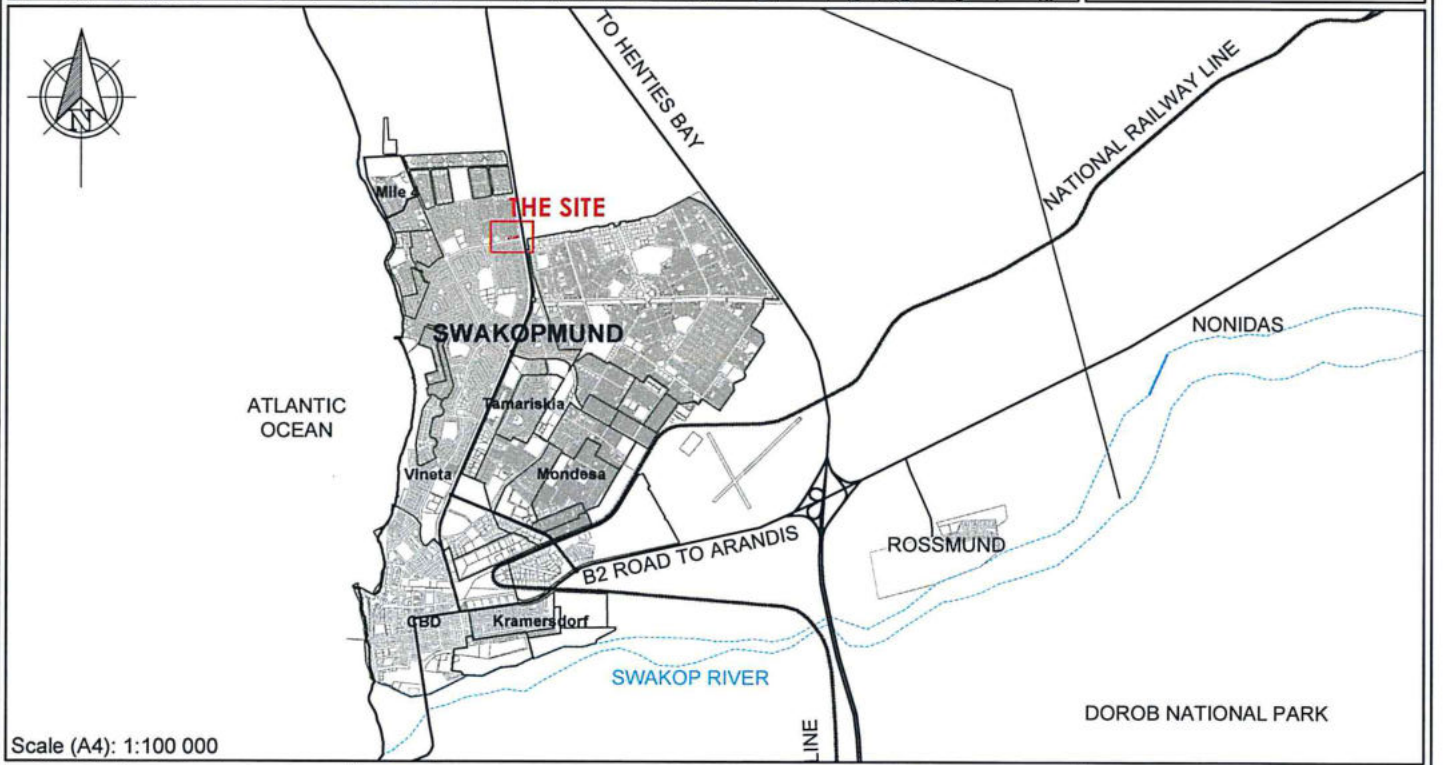 N
TO HENTIES BAY
NATIONAL RAILWAY LINE
Mile 4
THE SITE
NONIDAS
SWAKOPMUND
ATLANTIC
OCEAN
Tamariskia
Vineta
Mondesa
B2 ROAD TO ARANDIS
ROSSMUND
CBD
Kramersdorf
SWAKOP RIVER
DOROB NATIONAL PARK
LINE
Scale (A4): 1:100 000